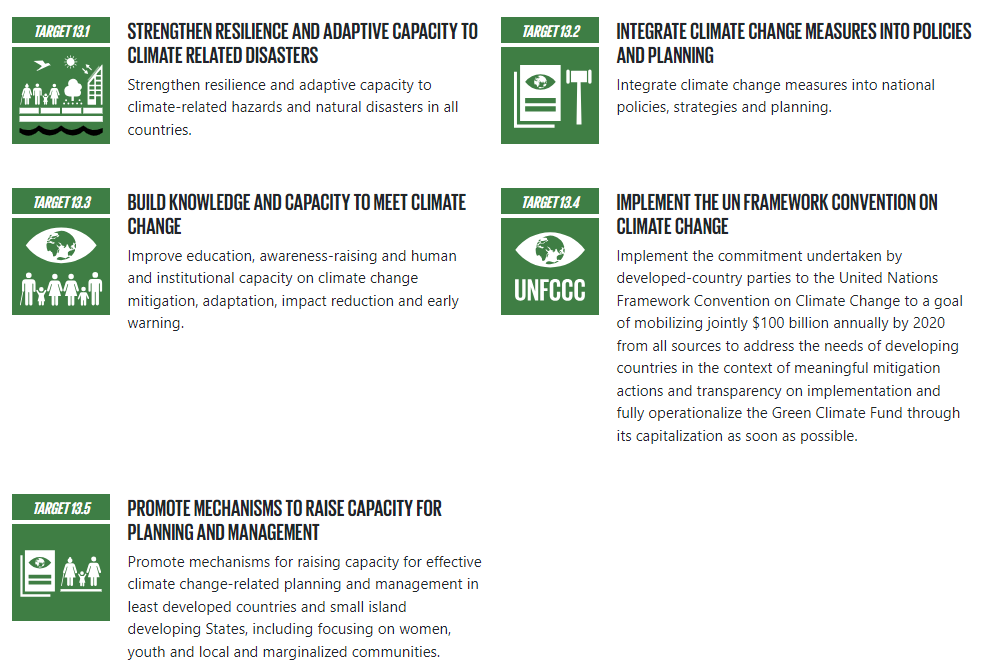 TARGET 13.1
STRENGTHEN RESILIENCE AND ADAPTIVE CAPACITY TO
CLIMATE RELATED DISASTERS
Strengthen resilience and adaptive capacity to
climate-related hazards and natural disasters in all
countries.
TARGET 13.2
INTEGRATE CLIMATE CHANGE MEASURES INTO POLICIES
AND PLANNING
Integrate climate change measures into national
policies, strategies and planning.
TARGET 13.3
BUILD KNOWLEDGE AND CAPACITY TO MEET CLIMATE
CHANGE
Improve education, awareness-raising and human
and institutional capacity on climate change
mitigation, adaptation, impact reduction and early
warning.
TARGET 13.4
UNFCCC
IMPLEMENT THE UN FRAMEWORK CONVENTION ON
CLIMATE CHANGE
Implement the commitment undertaken by
developed-country parties to the United Nations
Framework Convention on Climate Change to a goal
of mobilizing jointly $100 billion annually by 2020
from all sources to address the needs of developing
countries in the context of meaningful mitigation
actions and transparency on implementation and
fully operationalize the Green Climate Fund through
its capitalization as soon as possible.
TARGET 13.5
PROMOTE MECHANISMS TO RAISE CAPACITY FOR
PLANNING AND MANAGEMENT
Promote mechanisms for raising capacity for effective
climate change-related planning and management in
least developed countries and small island
developing States, including focusing on women,
youth and local and marginalized communities.